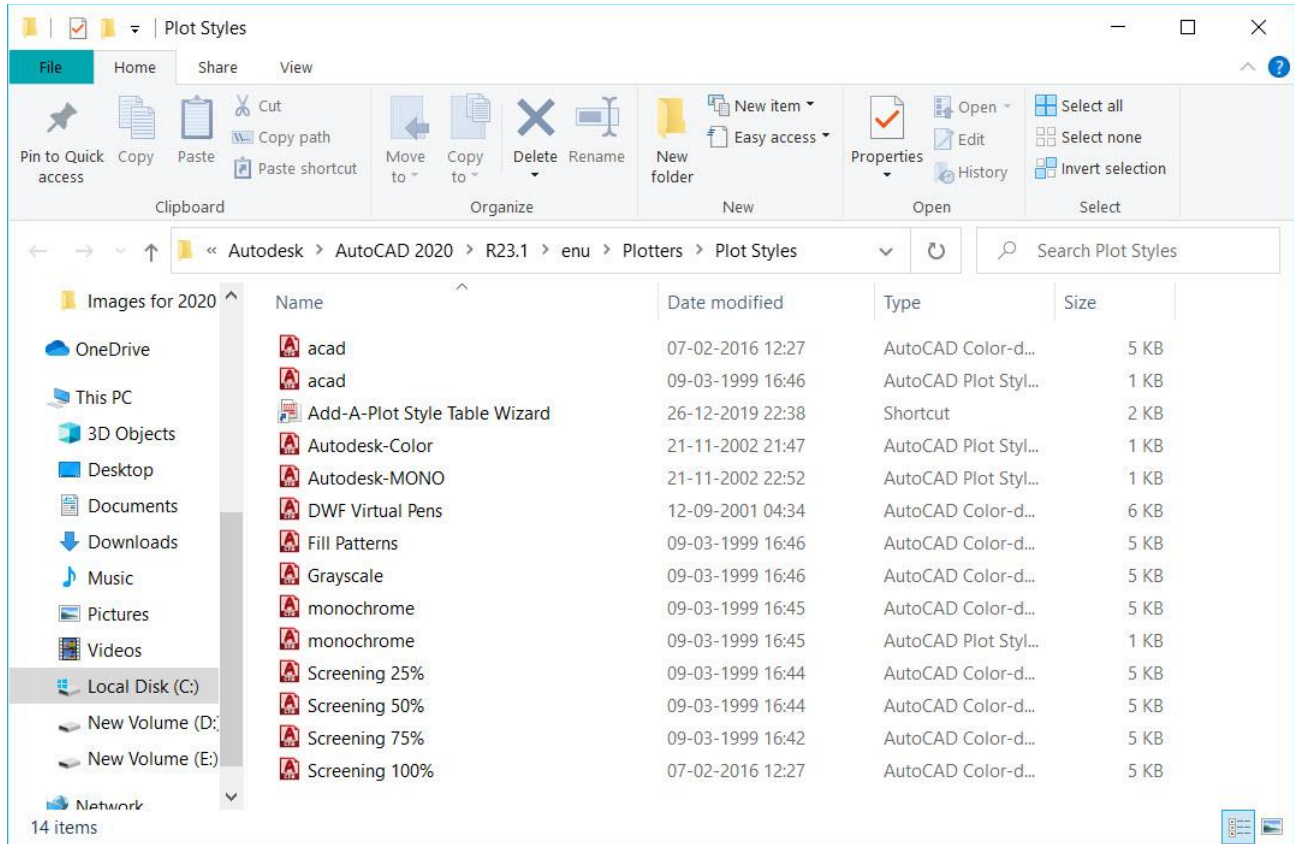 Plot Styles
File Home Share View
Pin to Quick access
Copy
Paste
Cut
Copy path
Paste shortcut
Move to
Copy to
Delete
Rename
New folder
New item
Easy access
Properties
Open
Edit
History
Select all
Select none
Invert selection
Clipboard Organize New Open Select
« Autodesk > AutoCAD 2020 > R23.1 > enu > Plotters > Plot Styles
Search Plot Styles
Images for 2020
OneDrive
This PC
3D Objects
Desktop
Documents
Downloads
Music
Pictures
Videos
Local Disk (C:)
New Volume (D:)
New Volume (E:)
Network
Name Date modified Type Size
acad 07-02-2016 12:27 AutoCAD Color-d... 5 KB
acad 09-03-1999 16:46 AutoCAD Plot Styl... 1 KB
Add-A-Plot Style Table Wizard 26-12-2019 22:38 Shortcut 2 KB
Autodesk-Color 21-11-2002 21:47 AutoCAD Plot Styl... 1 KB
Autodesk-MONO 21-11-2002 22:52 AutoCAD Plot Styl... 1 KB
DWF Virtual Pens 12-09-2001 04:34 AutoCAD Color-d... 6 KB
Fill Patterns 09-03-1999 16:46 AutoCAD Color-d... 5 KB
Grayscale 09-03-1999 16:46 AutoCAD Color-d... 5 KB
monochrome 09-03-1999 16:45 AutoCAD Color-d... 5 KB
monochrome 09-03-1999 16:45 AutoCAD Plot Styl... 1 KB
Screening 25% 09-03-1999 16:44 AutoCAD Color-d... 5 KB
Screening 50% 09-03-1999 16:44 AutoCAD Color-d... 5 KB
Screening 75% 09-03-1999 16:42 AutoCAD Color-d... 5 KB
Screening 100% 07-02-2016 12:27 AutoCAD Color-d... 5 KB
14 items